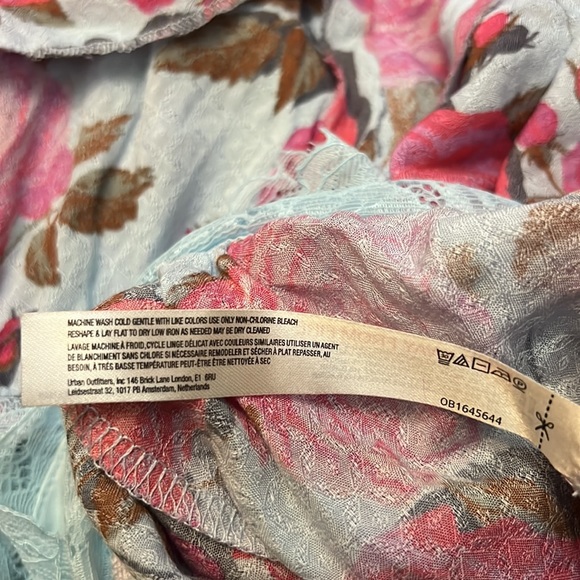 MACHINE WASH COLD GENTLE WITH LIKE COLORS USE ONLY NON-CHLORINE BLEACH
RESHAPE & LAY FLAT TO DRY LOW IRON AS NEEDED MAY BE DRY CLEANED
LAVAGE MACHINE À FROID, CYCLE LINGE DÉLICAT AVEC COULEURS SIMILAIRES UTILISER UN AGENT
DE BLANCHIMENT SANS CHLORE SI NÉCESSAIRE REMODELER ET SÉCHER À PLAT REPASSER, AU
BESOIN, À TRÈS BASSE TEMPÉRATURE PEUT-ÊTRE NETTOYÉ À SEC
Urban Outfitters, Inc 146 Brick Lane London, E1 6RU
Leidsestraat 32, 1017 PB Amsterdam, Netherlands
OB1645644